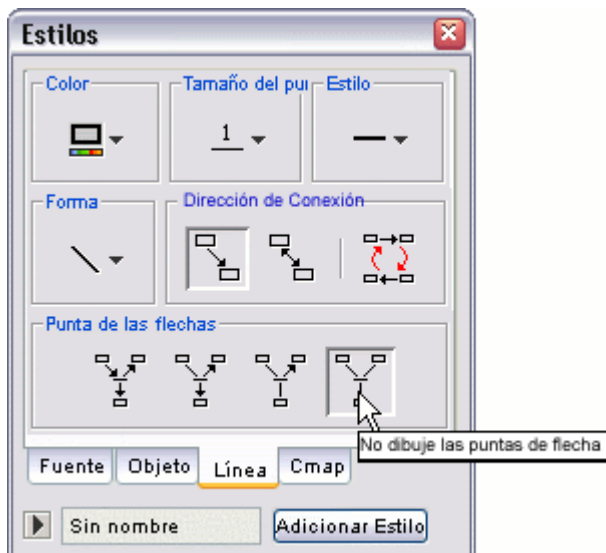 Estilos
Color
Tamaño del pui
Estilo
1
Forma
Dirección de Conexión
Punta de las flechas
No dibuje las puntas de flecha
Fuente
Objeto
Línea
Cmap
Sin nombre
Adicionar Estilo